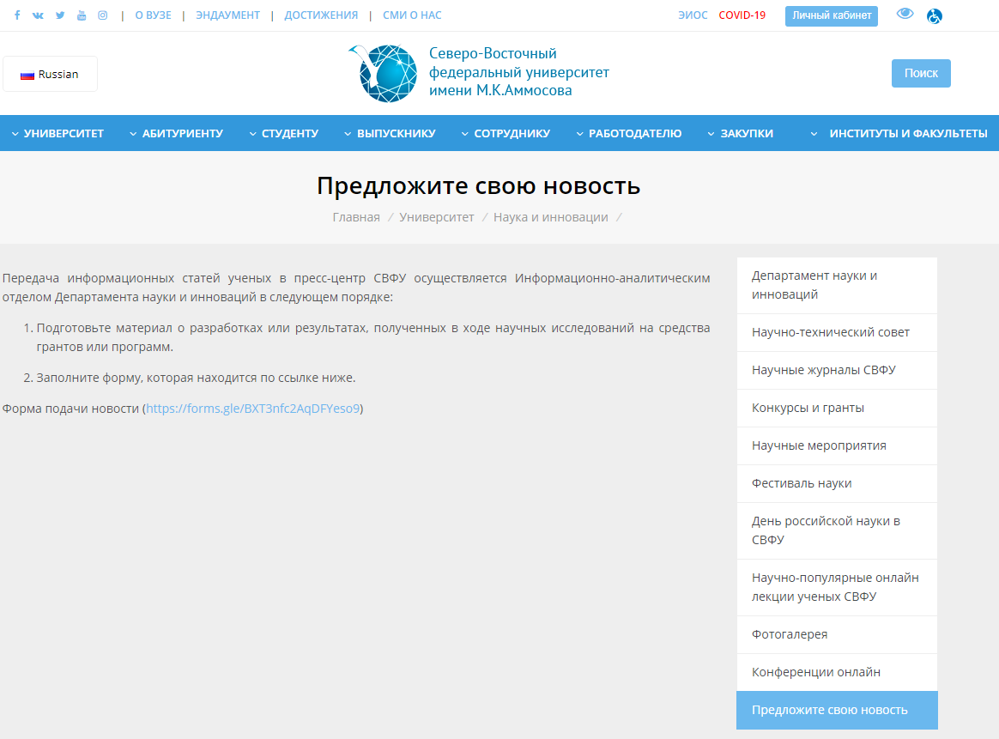 | О ВУЗЕ | ЭНДАУМЕНТ | ДОСТИЖЕНИЯ | СМИ О НАС
ЭИОС COVID-19 Личный кабинет
Russian
Северо-Восточный
федеральный университет
имени М.К.Аммосова
Поиск
УНИВЕРСИТЕТ АБИТУРИЕНТУ СТУДЕНТУ ВЫПУСКНИКУ СОТРУДНИКУ РАБОТОДАТЕЛЮ ЗАКУПКИ ИНСТИТУТЫ И ФАКУЛЬТЕТЫ
Предложите свою новость
Главная / Университет / Наука и инновации /
Передача информационных статей ученых в пресс-центр СВФУ осуществляется Информационно-аналитическим
отделом Департамента науки и инноваций в следующем порядке:
1. Подготовьте материал о разработках или результатах, полученных в ходе научных исследований на средства
грантов или программ.
2. Заполните форму, которая находится по ссылке ниже.
Форма подачи новости (https://forms.gle/BXT3nfc2AqDFYeso9)
Департамент науки и
инноваций
Научно-технический совет
Научные журналы СВФУ
Конкурсы и гранты
Научные мероприятия
Фестиваль науки
День российской науки в
СВФУ
Научно-популярные онлайн
лекции ученых СВФУ
Фотогалерея
Конференции онлайн
Предложите свою новость